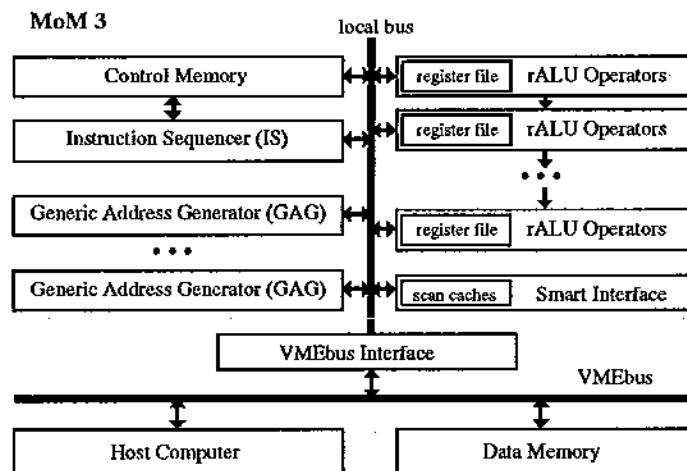 MoM 3
local bus
Control Memory
register file rALU Operators
Instruction Sequencer (IS)
register file rALU Operators
• • •
Generic Address Generator (GAG)
register file rALU Operators
• • •
Generic Address Generator (GAG)
scan caches Smart Interface
VMEbus Interface
VMEbus
Host Computer
Data Memory